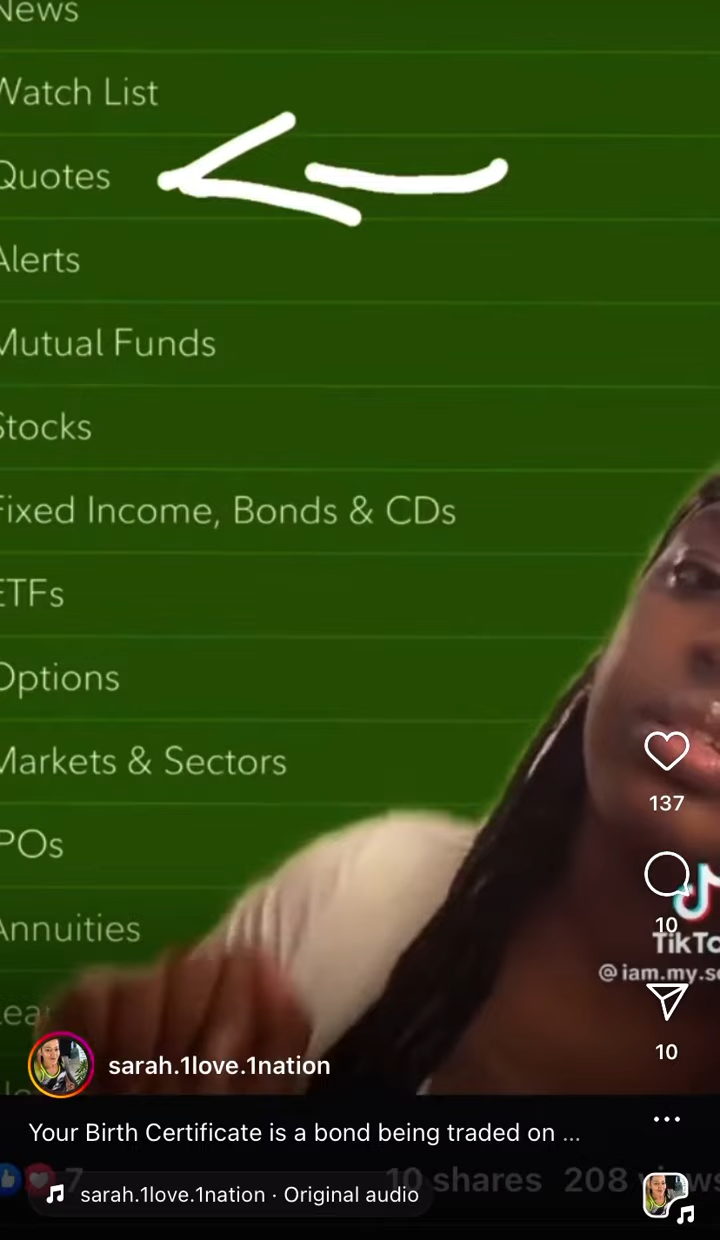 News
Watch List
Quotes
Alerts
Mutual Funds
Stocks
Fixed Income, Bonds & CDs
ETFs
Options
Markets & Sectors
IPOs
137
Annuities
10
TikTo
@iam.my.s
10
sarah.1love.1nation
Your Birth Certificate is a bond being traded on ...
7 10 shares 208 views
sarah.1love.1nation · Original audio